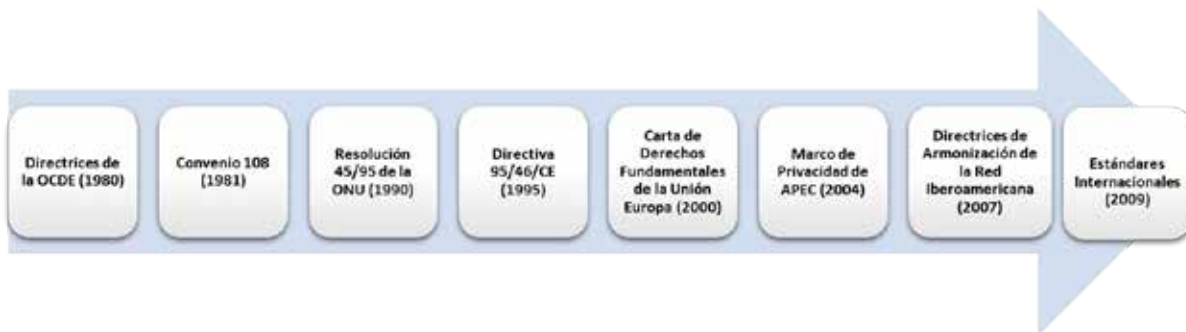 Directrices de
la OCDE (1980)
Convenio 108
(1981)
Resolución
45/95 de la
ONU (1990)
Directiva
95/46/CE
(1995)
Carta de
Derechos
Fundamentales
de la Unión
Europa (2000)
Marco de
Privacidad de
APEC (2004)
Directrices de
Armonización de
la Red
Iberoamericana
(2007)
Estándares
Internacionales
(2009)